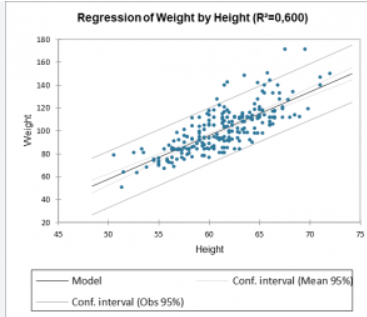 Regression of Weight by Height (R²=0,600)
180
160
140
120
100
80
60
40
20
Weight
45 50 55 60 65 70 75
Height
Model Conf. interval (Mean 95%)
Conf. interval (Obs 95%)